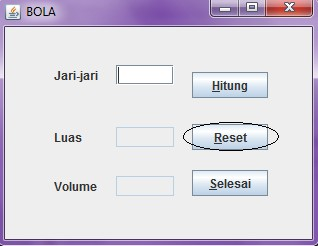 BOLA
Jari-jari
Hitung
Luas
Reset
Volume
Selesai